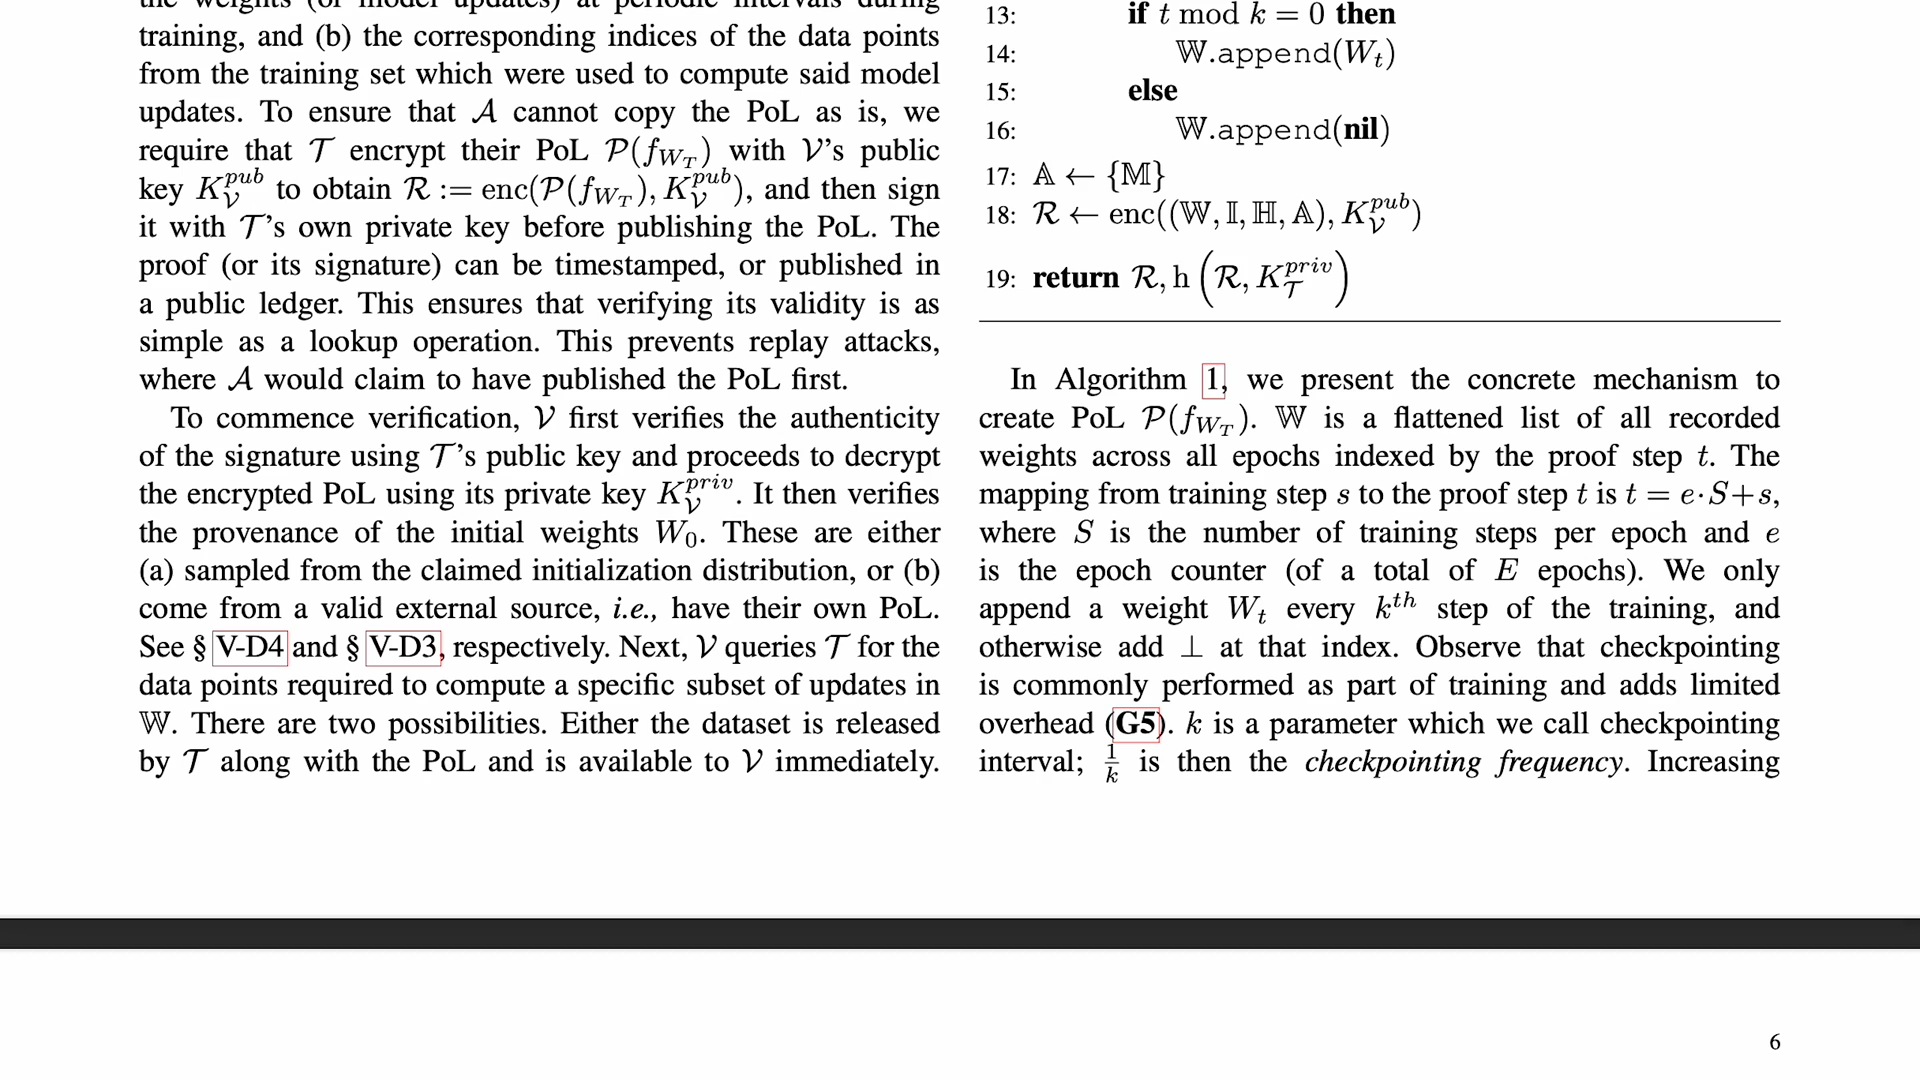 the weights (or model updates) at periodic intervals during
training, and (b) the corresponding indices of the data points
from the training set which were used to compute said model
updates. To ensure that 𝒜 cannot copy the PoL as is, we
require that 𝒯 encrypt their PoL 𝒫(f_{W_T}) with 𝒱's public
key K_𝒱^{pub} to obtain ℛ := enc(𝒫(f_{W_T}), K_𝒱^{pub}), and then sign
it with 𝒯's own private key before publishing the PoL. The
proof (or its signature) can be timestamped, or published in
a public ledger. This ensures that verifying its validity is as
simple as a lookup operation. This prevents replay attacks,
where 𝒜 would claim to have published the PoL first.
To commence verification, 𝒱 first verifies the authenticity
of the signature using 𝒯's public key and proceeds to decrypt
the encrypted PoL using its private key K_𝒱^{priv}. It then verifies
the provenance of the initial weights W_0. These are either
(a) sampled from the claimed initialization distribution, or (b)
come from a valid external source, i.e., have their own PoL.
See § V-D4 and § V-D3, respectively. Next, 𝒱 queries 𝒯 for the
data points required to compute a specific subset of updates in
𝕎. There are two possibilities. Either the dataset is released
by 𝒯 along with the PoL and is available to 𝒱 immediately.
13: if t mod k = 0 then
14: 𝕎.append(W_t)
15: else
16: 𝕎.append(nil)
17: 𝔸 ← {𝕄}
18: ℛ ← enc((𝕎, 𝕀, ℍ, 𝔸), K_𝒱^{pub})
19: return ℛ, h (ℛ, K_𝒯^{priv})
In Algorithm 1, we present the concrete mechanism to
create PoL 𝒫(f_{W_T}). 𝕎 is a flattened list of all recorded
weights across all epochs indexed by the proof step t. The
mapping from training step s to the proof step t is t = e·S+s,
where S is the number of training steps per epoch and e
is the epoch counter (of a total of E epochs). We only
append a weight W_t every k^{th} step of the training, and
otherwise add ⊥ at that index. Observe that checkpointing
is commonly performed as part of training and adds limited
overhead (G5). k is a parameter which we call checkpointing
interval; 1/k is then the checkpointing frequency. Increasing
6